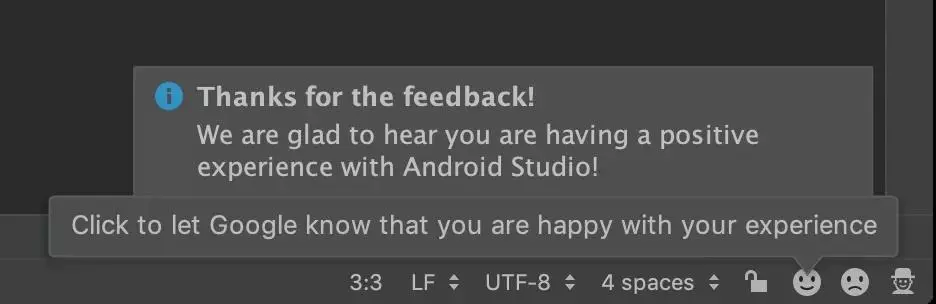 Thanks for the feedback!
We are glad to hear you are having a positive
experience with Android Studio!
Click to let Google know that you are happy with your experience
3:3 LF UTF-8 4 spaces